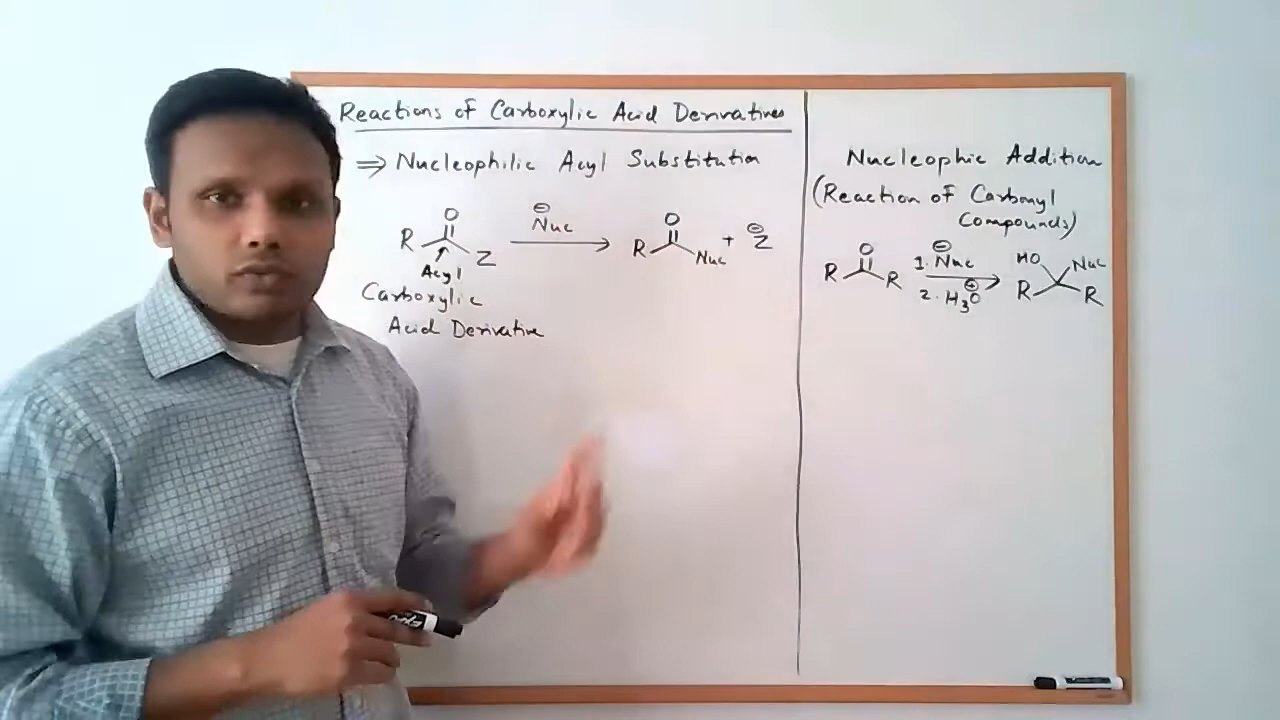 Reactions of Carboxylic Acid Derivatives
⇒ Nucleophilic Acyl Substitution
O ⊖ O ⊖
R Z Nuc → R Nuc + Z
Acyl
Carboxylic
Acid Derivative
Nucleophic Addition
(Reaction of Carbonyl
Compounds)
O ⊖ HO Nuc
R R 1. Nuc → R R
2. H3O⊕
EXPO